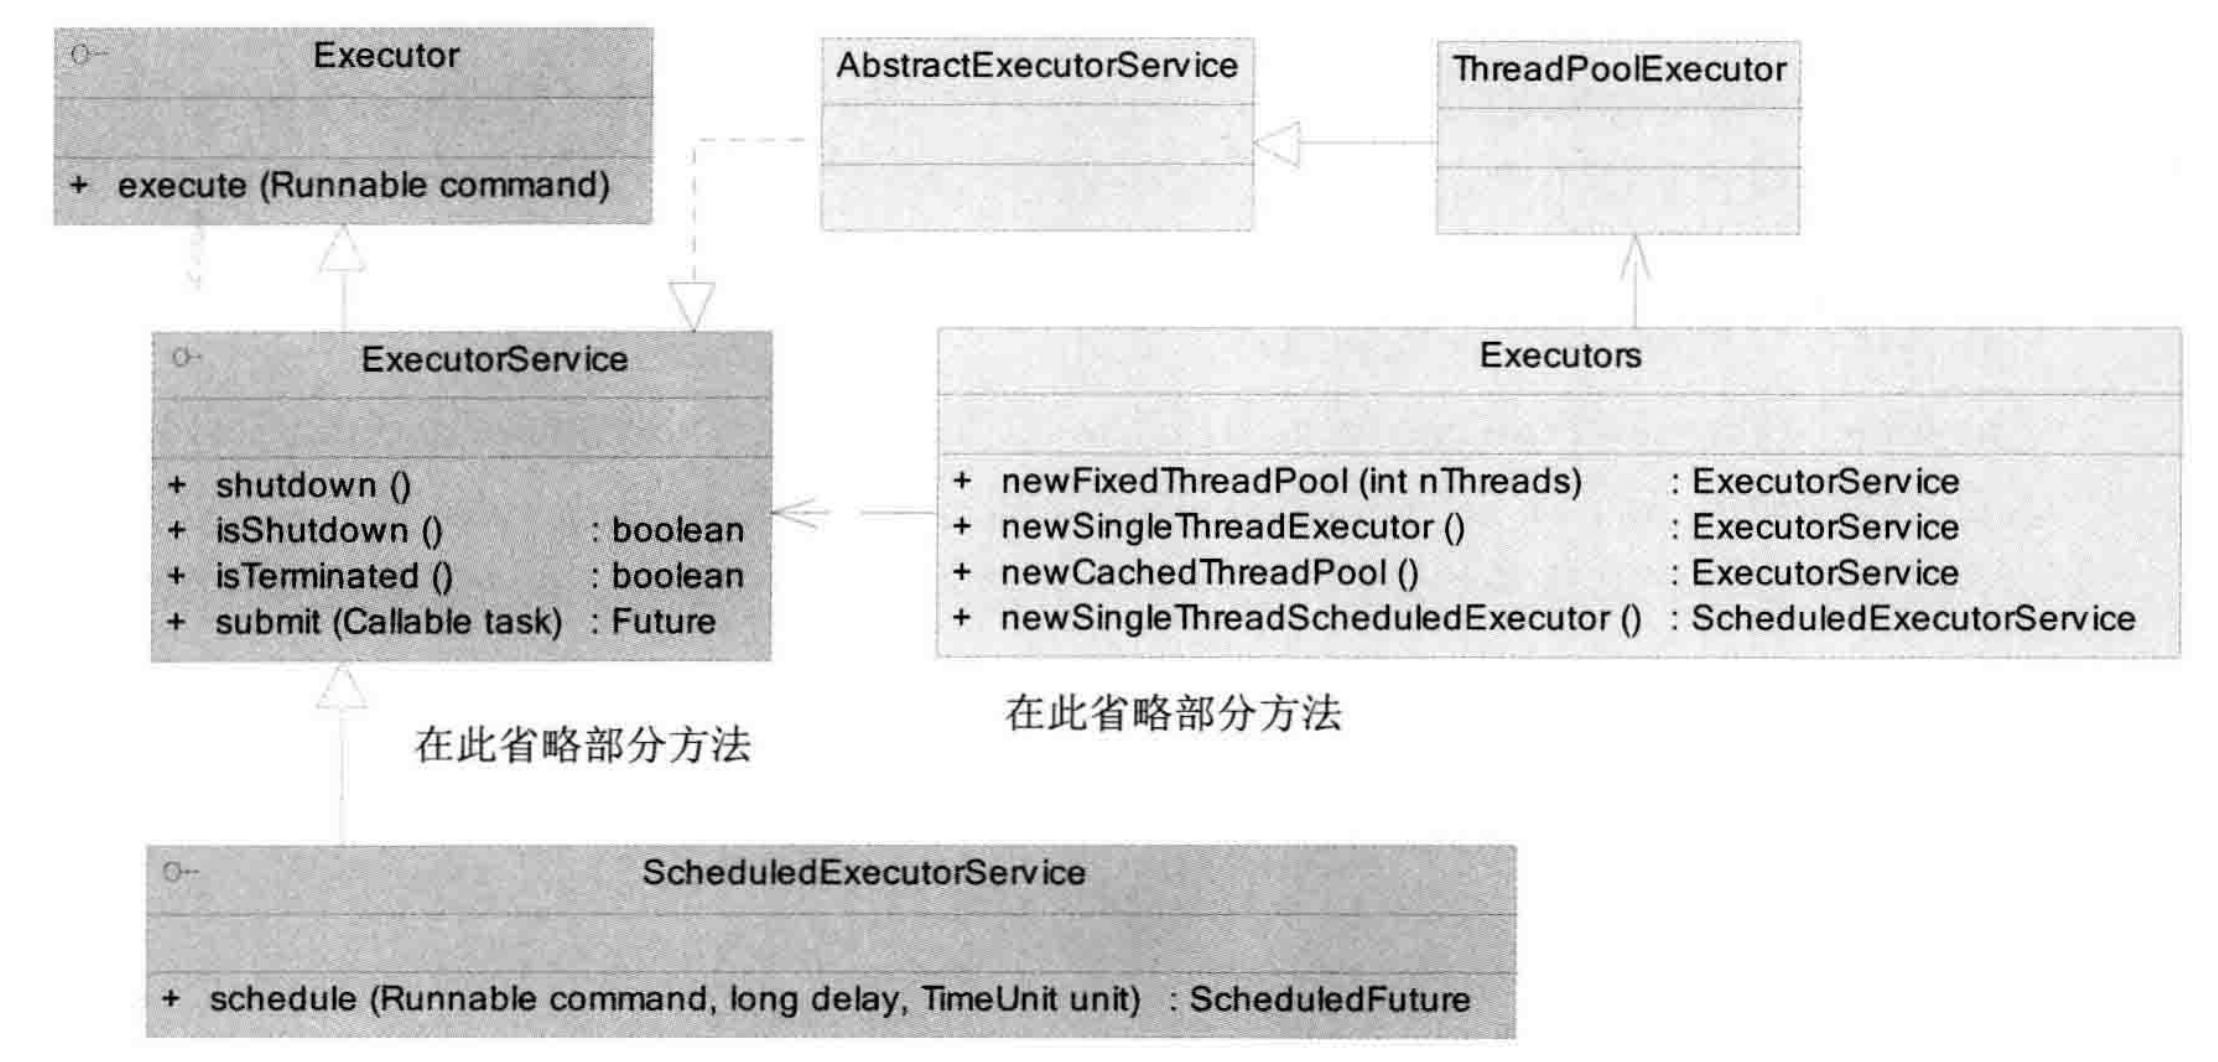 Executor
+ execute (Runnable command)
AbstractExecutorService
ThreadPoolExecutor
ExecutorService
+ shutdown ()
+ isShutdown () : boolean
+ isTerminated () : boolean
+ submit (Callable task) : Future
在此省略部分方法
Executors
+ newFixedThreadPool (int nThreads) : ExecutorService
+ newSingleThreadExecutor () : ExecutorService
+ newCachedThreadPool () : ExecutorService
+ newSingleThreadScheduledExecutor () : ScheduledExecutorService
在此省略部分方法
ScheduledExecutorService
+ schedule (Runnable command, long delay, TimeUnit unit) : ScheduledFuture